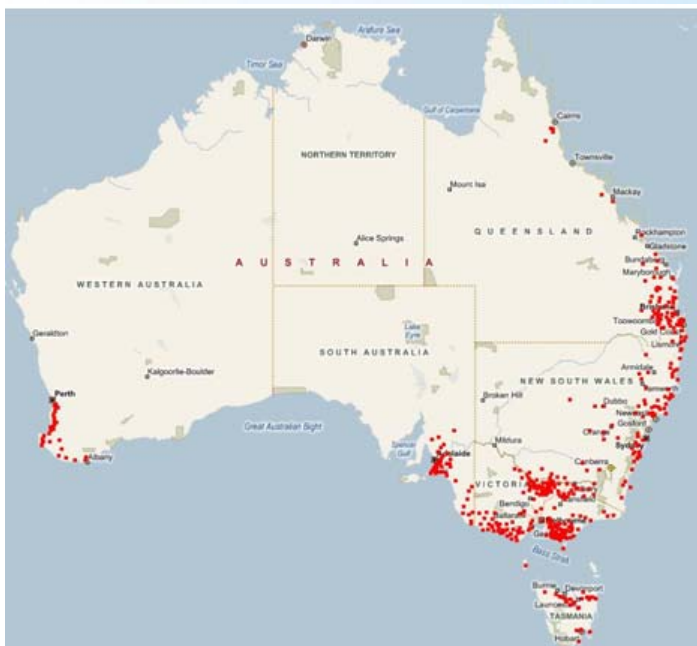 Arafura Sea
Darwin
Timor Sea
Gulf of Carpentaria
Cairns
NORTHERN TERRITORY
Townsville
Mount Isa
Mackay
QUEENSLAND
Rockhampton
Gladstone
Alice Springs
AUSTRALIA
Bundaberg
Maryborough
WESTERN AUSTRALIA
Toowoomba
Lake Eyre
Gold Coast
Geraldton
SOUTH AUSTRALIA
Lismore
Kalgoorlie-Boulder
Armidale
NEW SOUTH WALES
Tamworth
Perth
Broken Hill
Dubbo
Newcastle
Great Australian Bight
Gosford
Orange
Spencer Gulf
Mildura
Sydney
Adelaide
Albany
Canberra
VICTORIA
Bendigo
Ballarat
Bass Strait
Burnie
Devonport
Launceston
TASMANIA
Hobart